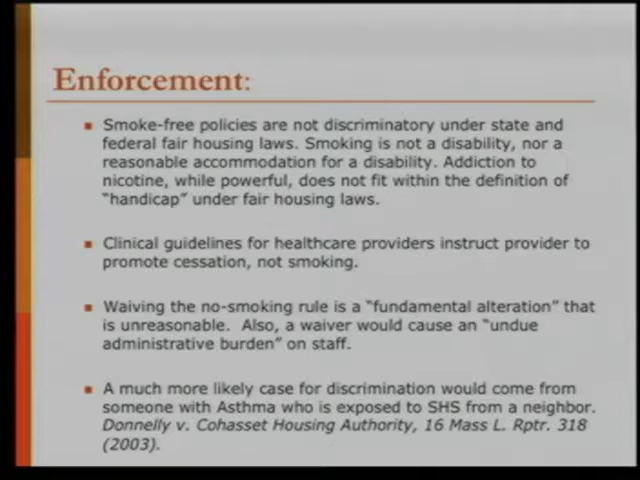 Enforcement:
Smoke-free policies are not discriminatory under state and
federal fair housing laws. Smoking is not a disability, nor a
reasonable accommodation for a disability. Addiction to
nicotine, while powerful, does not fit within the definition of
“handicap” under fair housing laws.
Clinical guidelines for healthcare providers instruct provider to
promote cessation, not smoking.
Waiving the no-smoking rule is a “fundamental alteration” that
is unreasonable. Also, a waiver would cause an “undue
administrative burden” on staff.
A much more likely case for discrimination would come from
someone with Asthma who is exposed to SHS from a neighbor.
Donnelly v. Cohasset Housing Authority, 16 Mass L. Rptr. 318
(2003).